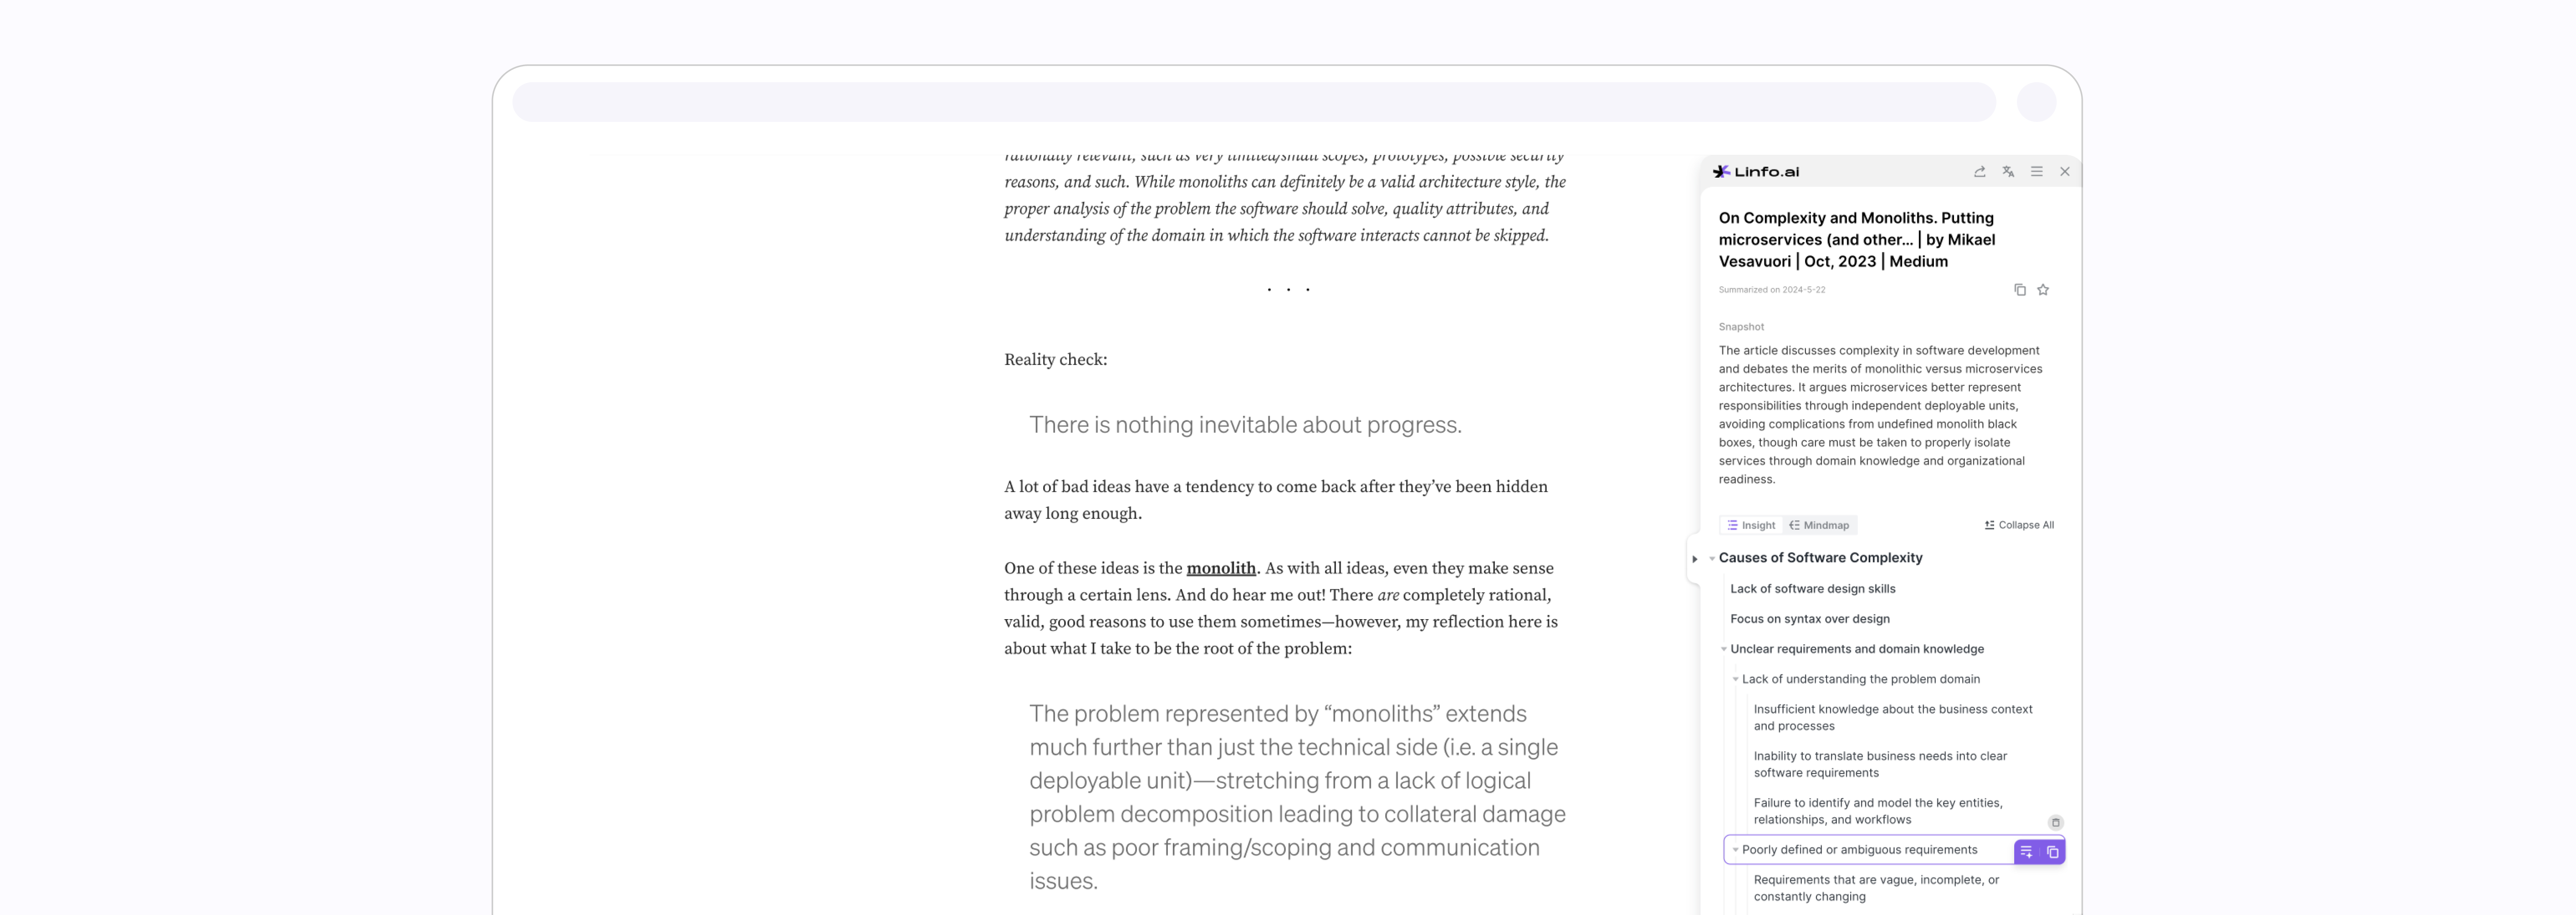 rationally relevant, such as very limited/small scopes, prototypes, possible security
reasons, and such. While monoliths can definitely be a valid architecture style, the
proper analysis of the problem the software should solve, quality attributes, and
understanding of the domain in which the software interacts cannot be skipped.
. . .
Reality check:
There is nothing inevitable about progress.
A lot of bad ideas have a tendency to come back after they’ve been hidden
away long enough.
One of these ideas is the monolith. As with all ideas, even they make sense
through a certain lens. And do hear me out! There are completely rational,
valid, good reasons to use them sometimes—however, my reflection here is
about what I take to be the root of the problem:
The problem represented by “monoliths” extends
much further than just the technical side (i.e. a single
deployable unit)—stretching from a lack of logical
problem decomposition leading to collateral damage
such as poor framing/scoping and communication
issues.
Linfo.ai
On Complexity and Monoliths. Putting
microservices (and other... | by Mikael
Vesavuori | Oct, 2023 | Medium
Summarized on 2024-5-22
Snapshot
The article discusses complexity in software development
and debates the merits of monolithic versus microservices
architectures. It argues microservices better represent
responsibilities through independent deployable units,
avoiding complications from undefined monolith black
boxes, though care must be taken to properly isolate
services through domain knowledge and organizational
readiness.
Insight Mindmap Collapse All
Causes of Software Complexity
Lack of software design skills
Focus on syntax over design
Unclear requirements and domain knowledge
Lack of understanding the problem domain
Insufficient knowledge about the business context
and processes
Inability to translate business needs into clear
software requirements
Failure to identify and model the key entities,
relationships, and workflows
Poorly defined or ambiguous requirements
Requirements that are vague, incomplete, or
constantly changing